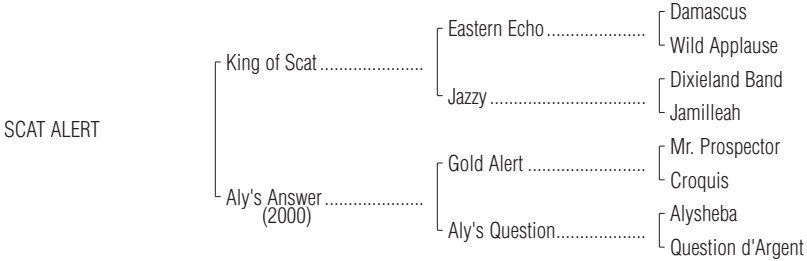 Damascus
Eastern Echo......................
Wild Applause
King of Scat......................
Dixieland Band
Jazzy.................................
Jamilleah
SCAT ALERT
Mr. Prospector
Gold Alert.........................
Croquis
Aly's Answer.....................
(2000)
Alysheba
Aly's Question...................
Question d'Argent